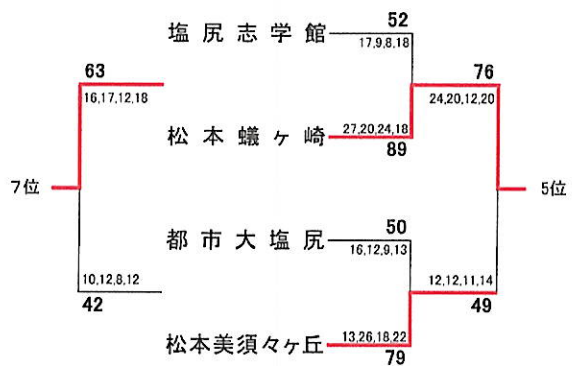 塩尻志学館
52
17,9,8,18
63
16,17,12,18
76
24,20,12,20
松本蟻ヶ崎
27,20,24,18
89
7位
5位
都市大塩尻
50
16,12,9,13
10,12,8,12
42
12,12,11,14
49
松本美須々ヶ丘
13,26,18,22
79